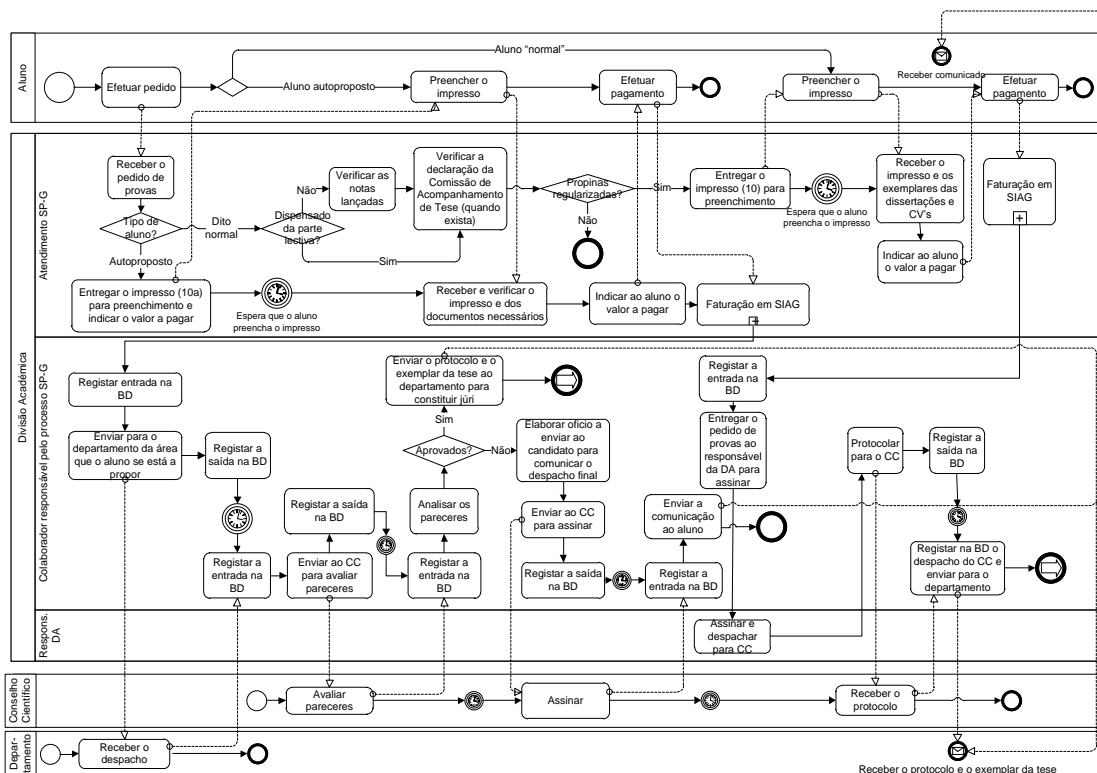 Aluno
Efetuar pedido
Aluno "normal"
Aluno autoproposto
Preencher o
impresso
Efetuar
pagamento
Preencher o
impresso
Receber comunicado
Efetuar
pagamento
Divisão Académica
Atendimento SP-G
Receber o
pedido de
provas
Tipo de
aluno?
Dito
normal
Autoproposto
Dispensado
da parte
lectiva?
Não
Sim
Verificar as
notas
lançadas
Verificar a
declaração da
Comissão de
Acompanhamento
de Tese (quando
exista)
Propinas
regularizadas?
Sim
Não
Entregar o
impresso (10) para
preenchimento
Espera que o aluno
preencha o impresso
Receber o
impresso e os
exemplares das
dissertações e
CV's
Indicar ao aluno
o valor a pagar
Faturação em
SIAG
Entregar o impresso (10a)
para preenchimento e
indicar o valor a pagar
Espera que o aluno
preencha o impresso
Receber e verificar o
impresso e dos
documentos necessários
Indicar ao aluno o
valor a pagar
Faturação em SIAG
Colaborador responsável pelo processo SP-G
Registar entrada na
BD
Enviar para o
departamento da área
que o aluno se está a
propor
Registar a
saída na BD
Registar a
entrada na
BD
Registar a saída
na BD
Enviar ao CC
para avaliar
pareceres
Enviar o protocolo e o
exemplar da tese ao
departamento para
constituir júri
Sim
Aprovados?
Não
Analisar os
pareceres
Registar a
entrada na
BD
Elaborar oficio a
enviar ao
candidato para
comunicar o
despacho final
Enviar ao CC
para assinar
Registar a saída
na BD
Enviar a
comunicação
ao aluno
Registar a
entrada na BD
Registar a
entrada na BD
Entregar o
pedido de
provas ao
responsável
da DA para
assinar
Protocolar
para o CC
Registar a
saída na
BD
Registar na BD o
despacho do CC e
enviar para o
departamento
Respons.
DA
Assinar e
despachar
para CC
Conselho
Científico
Avaliar
pareceres
Assinar
Receber o
protocolo
Depar-
tamento
Receber o
despacho
Receber o protocolo e o exemplar da tese